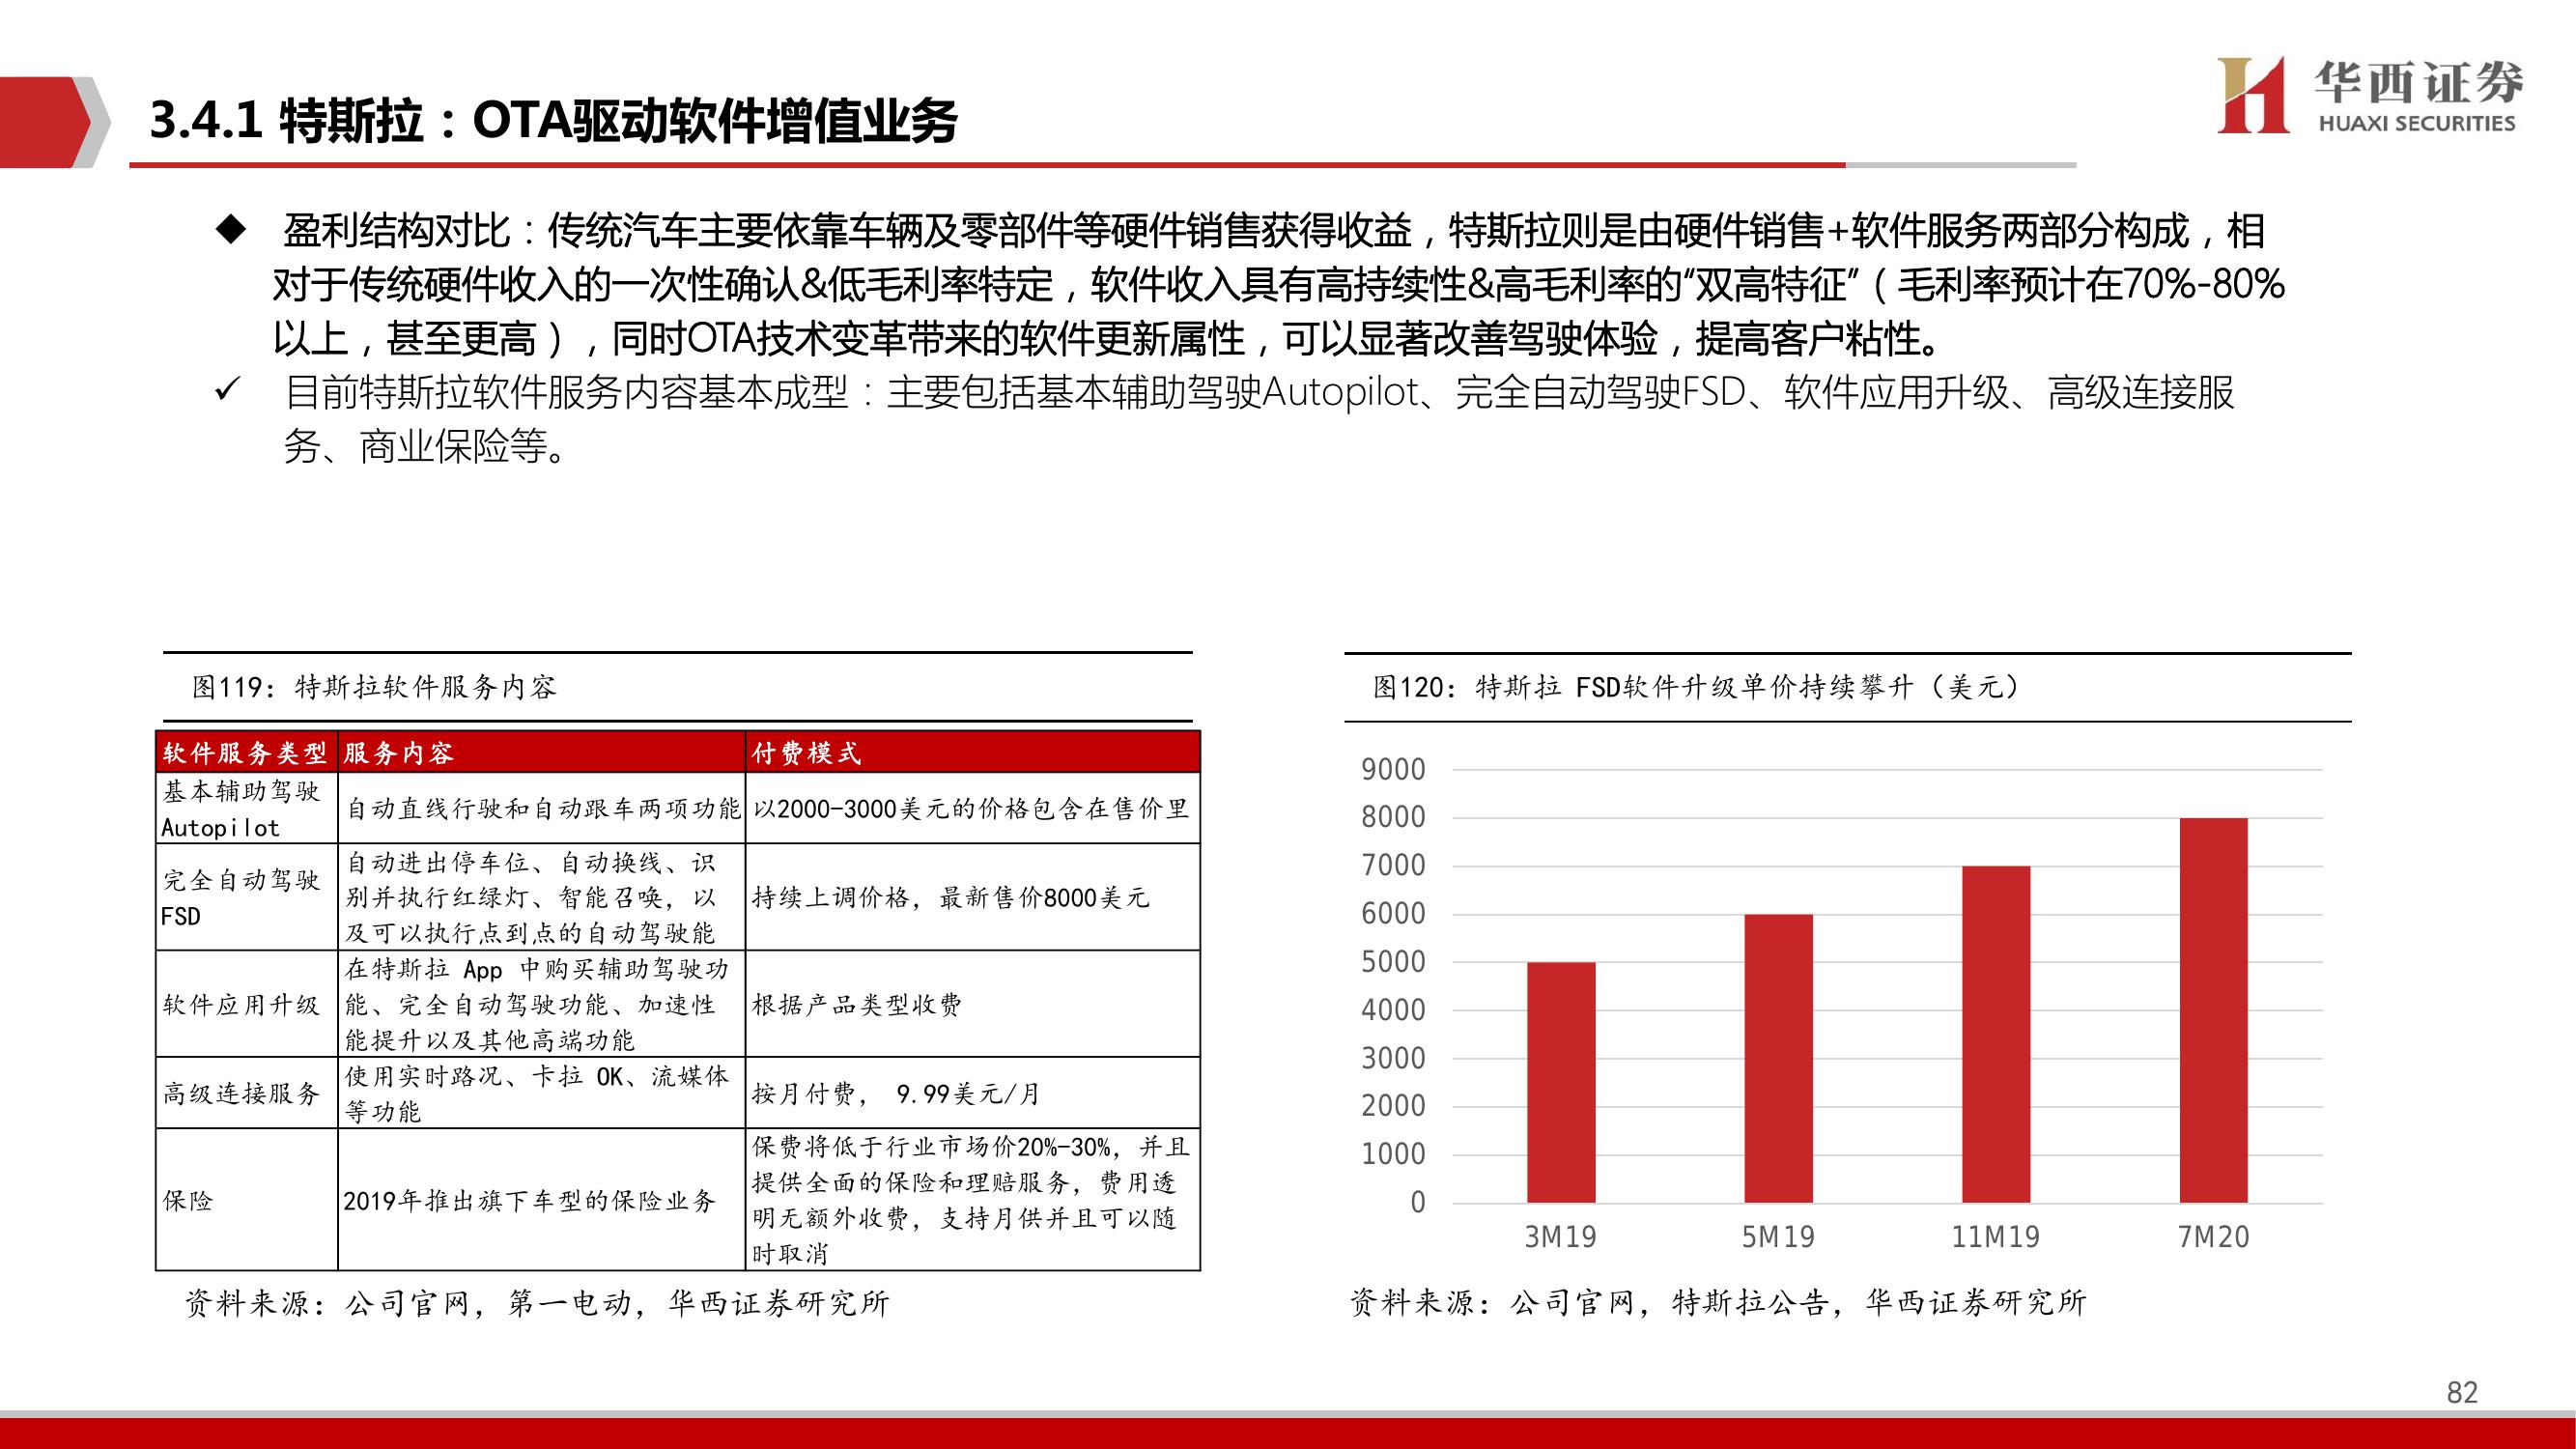 3.4.1 特斯拉：OTA驱动软件增值业务
华西证券
HUAXI SECURITIES
◆ 盈利结构对比：传统汽车主要依靠车辆及零部件等硬件销售获得收益，特斯拉则是由硬件销售+软件服务两部分构成，相
对于传统硬件收入的一次性确认&低毛利率特定，软件收入具有高持续性&高毛利率的“双高特征”（毛利率预计在70%-80%
以上，甚至更高），同时OTA技术变革带来的软件更新属性，可以显著改善驾驶体验，提高客户粘性。
✓ 目前特斯拉软件服务内容基本成型：主要包括基本辅助驾驶Autopilot、完全自动驾驶FSD、软件应用升级、高级连接服
务、商业保险等。
图119：特斯拉软件服务内容
软件服务类型 服务内容 付费模式
基本辅助驾驶
Autopilot
自动直线行驶和自动跟车两项功能
以2000-3000美元的价格包含在售价里
完全自动驾驶
FSD
自动进出停车位、自动换线、识
别并执行红绿灯、智能召唤，以
及可以执行点到点的自动驾驶能
持续上调价格，最新售价8000美元
软件应用升级
在特斯拉 App 中购买辅助驾驶功
能、完全自动驾驶功能、加速性
能提升以及其他高端功能
根据产品类型收费
高级连接服务
使用实时路况、卡拉 OK、流媒体
等功能
按月付费， 9.99美元/月
保险
2019年推出旗下车型的保险业务
保费将低于行业市场价20%-30%，并且
提供全面的保险和理赔服务，费用透
明无额外收费，支持月供并且可以随
时取消
资料来源：公司官网，第一电动，华西证券研究所
图120：特斯拉 FSD软件升级单价持续攀升（美元）
9000
8000
7000
6000
5000
4000
3000
2000
1000
0
3M19 5M19 11M19 7M20
资料来源：公司官网，特斯拉公告，华西证券研究所
82